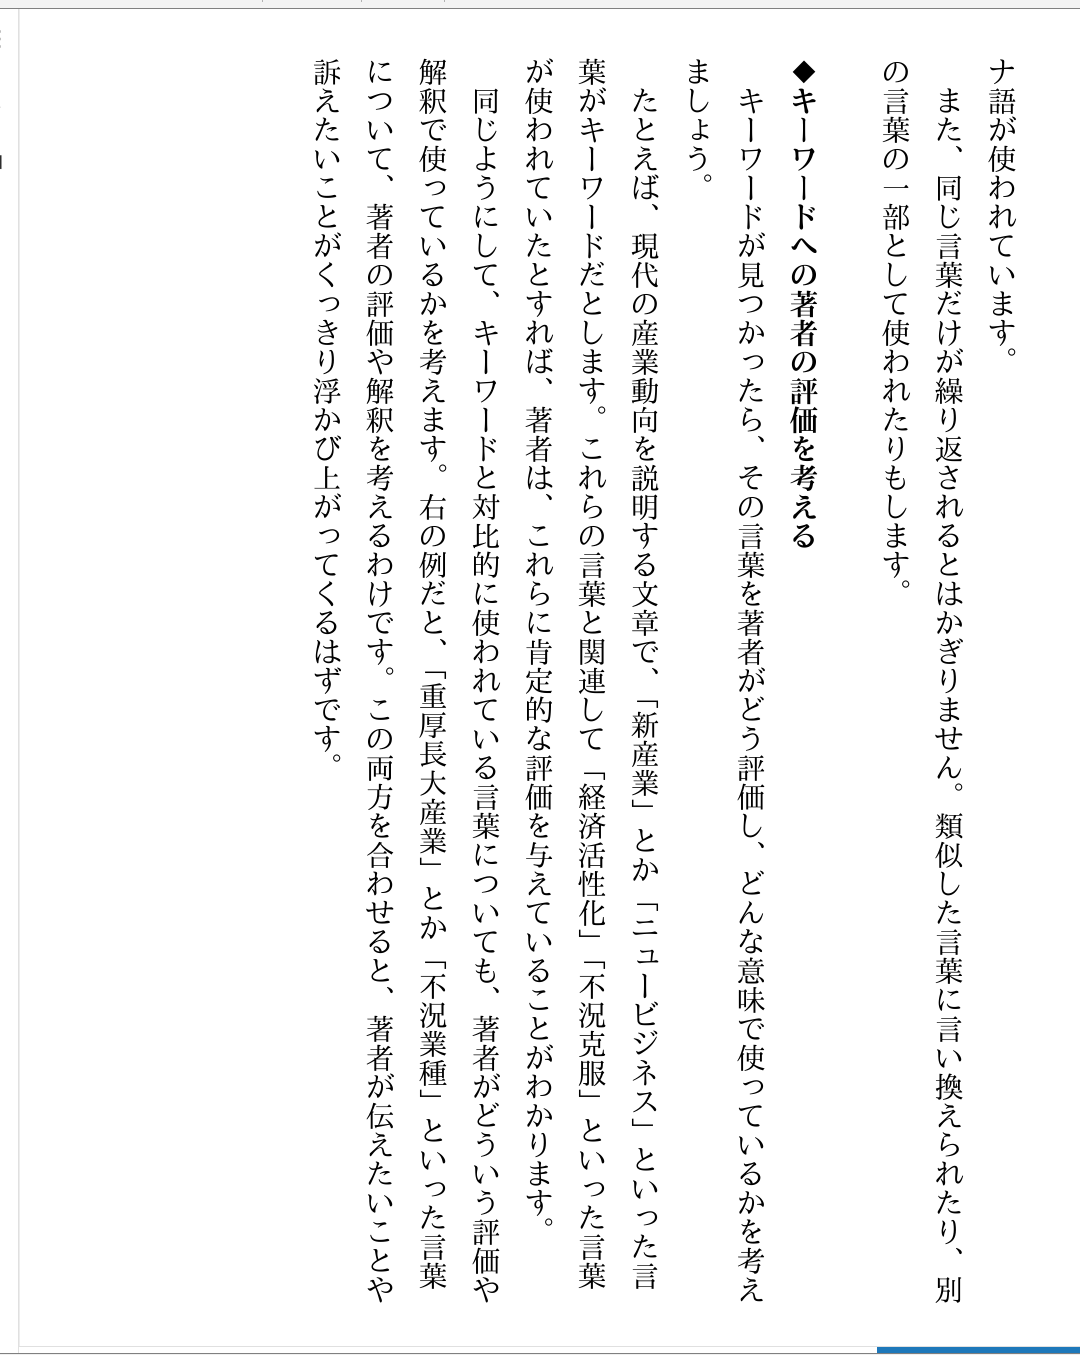 ナ語が使われています。
また、同じ言葉だけが繰り返されるとはかぎりません。類似した言葉に言い換えられたり、別
の言葉の一部として使われたりもします。
◆キーワードへの著者の評価を考える
キーワードが見つかったら、その言葉を著者がどう評価し、どんな意味で使っているかを考え
ましょう。
たとえば、現代の産業動向を説明する文章で、「新産業」とか「ニュービジネス」といった言
葉がキーワードだとします。これらの言葉と関連して「経済活性化」「不況克服」といった言葉
が使われていたとすれば、著者は、これらに肯定的な評価を与えていることがわかります。
同じようにして、キーワードと対比的に使われている言葉についても、著者がどういう評価や
解釈で使っているかを考えます。右の例だと、「重厚長大産業」とか「不況業種」といった言葉
について、著者の評価や解釈を考えるわけです。この両方を合わせると、著者が伝えたいことや
訴えたいことがくっきり浮かび上がってくるはずです。